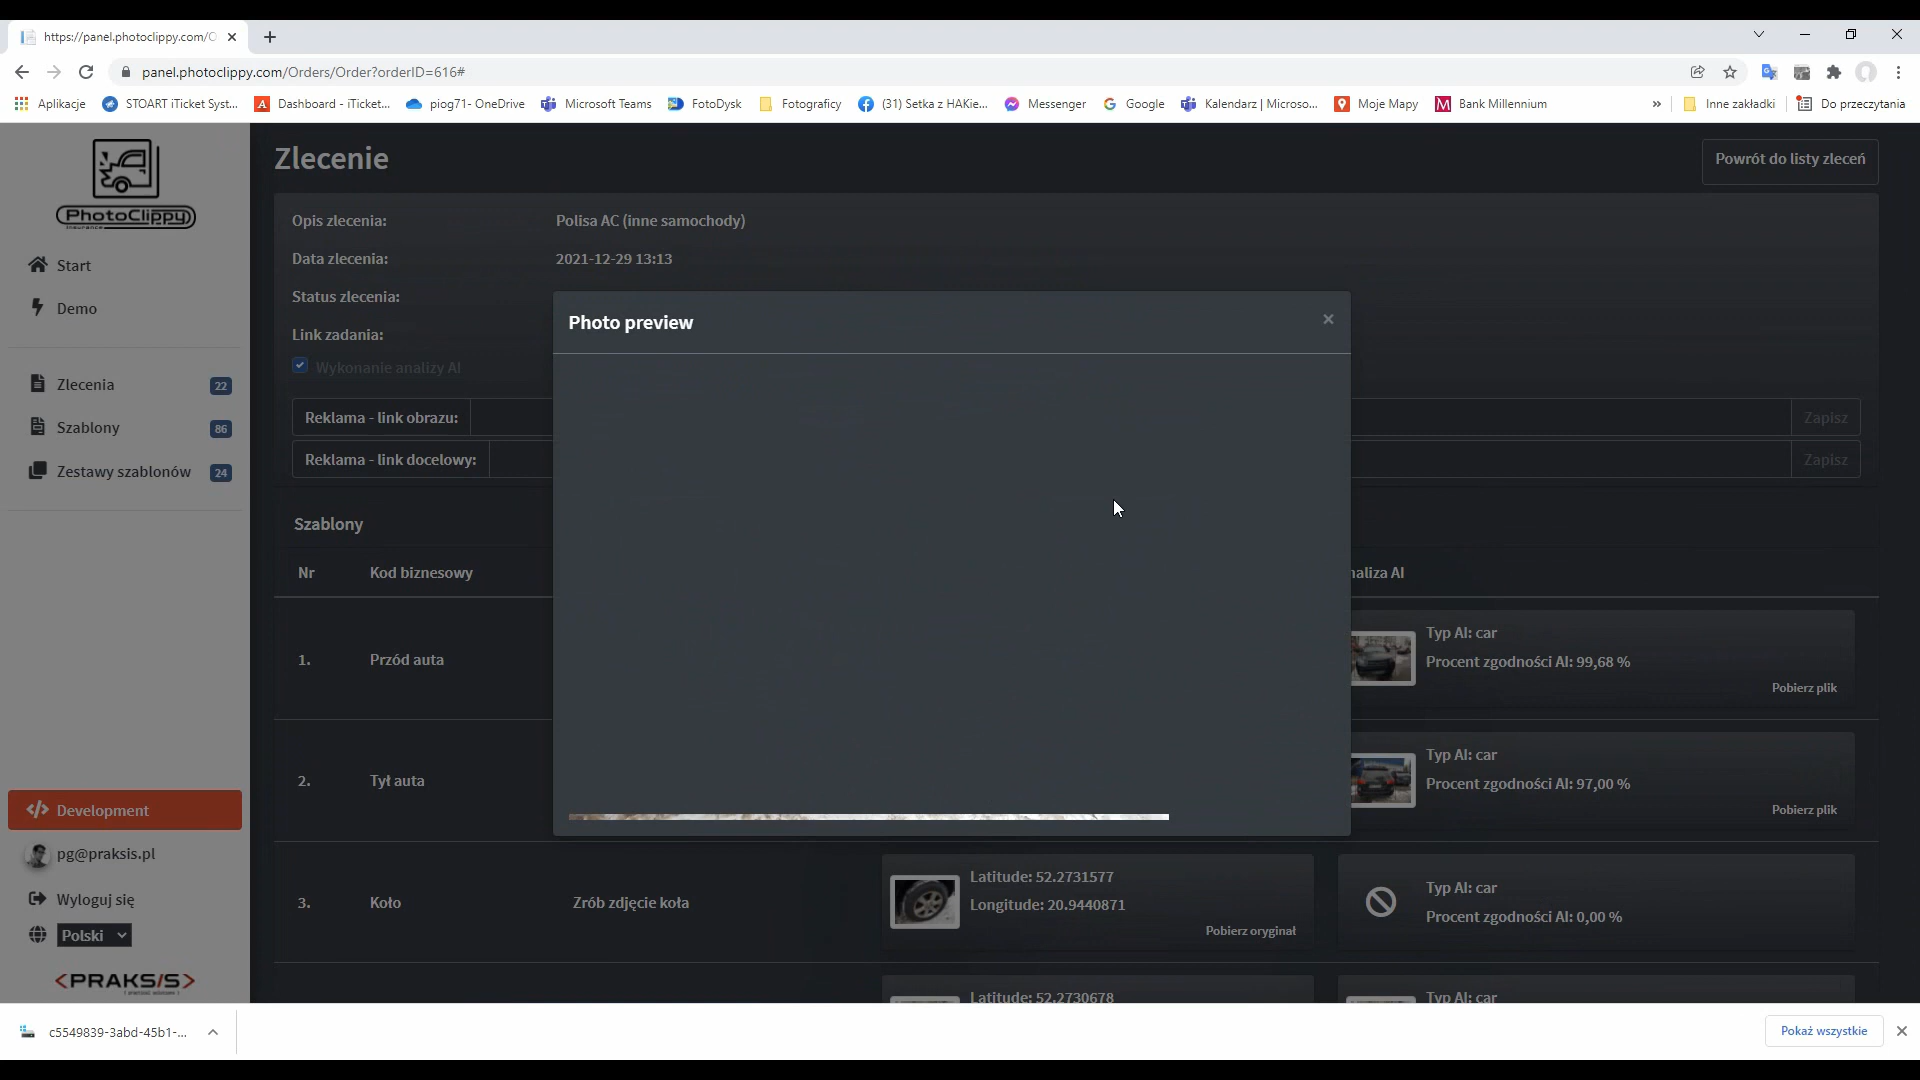 https://panel.photoclippy.com/O
panel.photoclippy.com/Orders/Order?orderID=616#
Aplikacje
STOART iTicket Syst...
Dashboard - iTicket...
piog71- OneDrive
Microsoft Teams
FotoDysk
Fotograficy
(31) Setka z HAKie...
Messenger
Google
Kalendarz | Microso...
Moje Mapy
Bank Millennium
»
Inne zakładki
Do przeczytania
PhotoClippy
insurance
Start
Demo
Zlecenia 22
Szablony 86
Zestawy szablonów 24
Development
pg@praksis.pl
Wyloguj się
Polski
<PRAKSIS>
Zlecenie
Powrót do listy zleceń
Opis zlecenia: Polisa AC (inne samochody)
Data zlecenia: 2021-12-29 13:13
Status zlecenia:
Link zadania:
Wykonanie analizy AI
Reklama - link obrazu: Zapisz
Reklama - link docelowy: Zapisz
Photo preview ×
Szablony
Nr Kod biznesowy naliza AI
1. Przód auta
Typ AI: car
Procent zgodności AI: 99,68 %
Pobierz plik
2. Tył auta
Typ AI: car
Procent zgodności AI: 97,00 %
Pobierz plik
3. Koło Zrób zdjęcie koła
Latitude: 52.2731577
Longitude: 20.9440871
Pobierz oryginał
Typ AI: car
Procent zgodności AI: 0,00 %
Latitude: 52.2730678
Typ AI: car
c5549839-3abd-45b1-...
Pokaż wszystkie